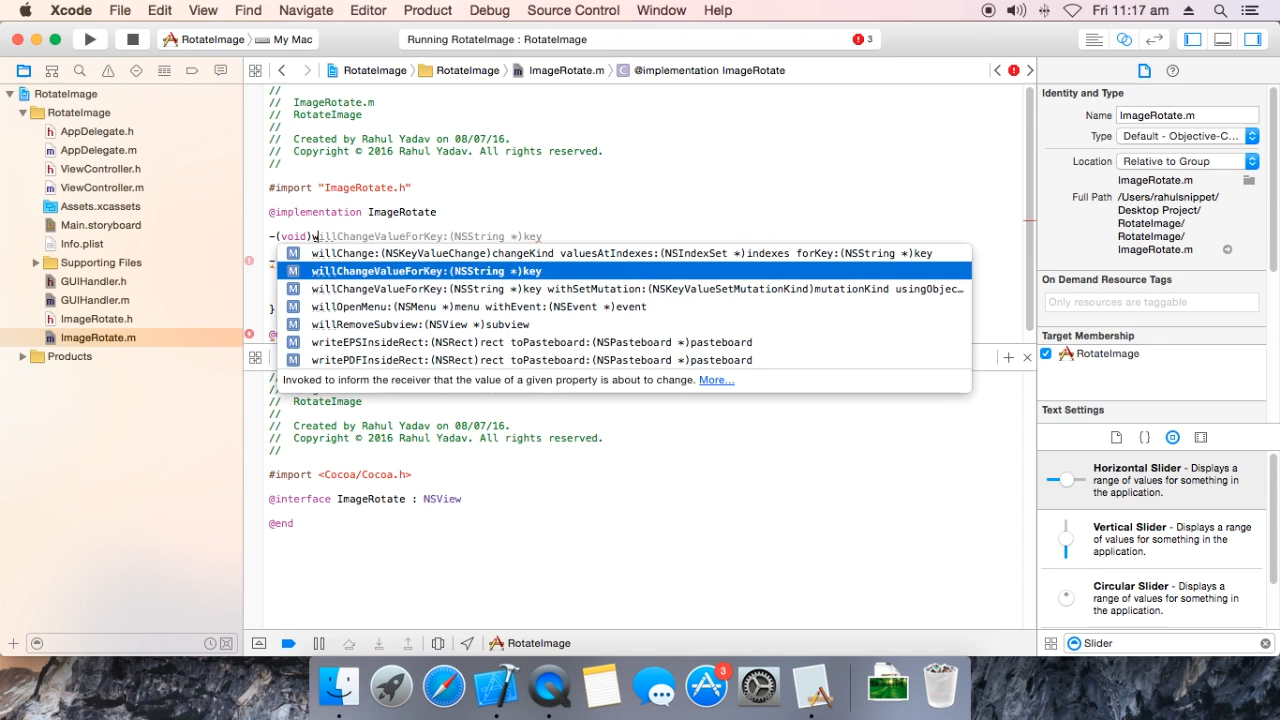 Xcode File Edit View Find Navigate Editor Product Debug Source Control Window Help Fri 11:17 am
RotateImage My Mac Running RotateImage : RotateImage 3
RotateImage RotateImage ImageRotate.m @implementation ImageRotate
RotateImage
RotateImage
AppDelegate.h
AppDelegate.m
ViewController.h
ViewController.m
Assets.xcassets
Main.storyboard
Info.plist
Supporting Files
GUIHandler.h
GUIHandler.m
ImageRotate.h
ImageRotate.m
Products
//
// ImageRotate.m
// RotateImage
//
// Created by Rahul Yadav on 08/07/16.
// Copyright © 2016 Rahul Yadav. All rights reserved.
//
#import "ImageRotate.h"
@implementation ImageRotate
-(void)willChangeValueForKey:(NSString *)key
willChange:(NSKeyValueChange)changeKind valuesAtIndexes:(NSIndexSet *)indexes forKey:(NSString *)key
willChangeValueForKey:(NSString *)key
willChangeValueForKey:(NSString *)key withSetMutation:(NSKeyValueSetMutationKind)mutationKind usingObjec…
willOpenMenu:(NSMenu *)menu withEvent:(NSEvent *)event
willRemoveSubview:(NSView *)subview
writeEPSInsideRect:(NSRect)rect toPasteboard:(NSPasteboard *)pasteboard
writePDFInsideRect:(NSRect)rect toPasteboard:(NSPasteboard *)pasteboard
Invoked to inform the receiver that the value of a given property is about to change. More…
}
// RotateImage
//
// Created by Rahul Yadav on 08/07/16.
// Copyright © 2016 Rahul Yadav. All rights reserved.
//
#import <Cocoa/Cocoa.h>
@interface ImageRotate : NSView
@end
RotateImage
Identity and Type
Name ImageRotate.m
Type Default - Objective-C...
Location Relative to Group
ImageRotate.m
Full Path /Users/rahulsnippet/
Desktop Project/
RotateImage/
RotateImage/
ImageRotate.m
On Demand Resource Tags
Only resources are taggable
Target Membership
RotateImage
Text Settings
Horizontal Slider - Displays a
range of values for something in
the application.
Vertical Slider - Displays a range
of values for something in the
application.
Circular Slider - Displays a
range of values for something in
the application.
Slider
3